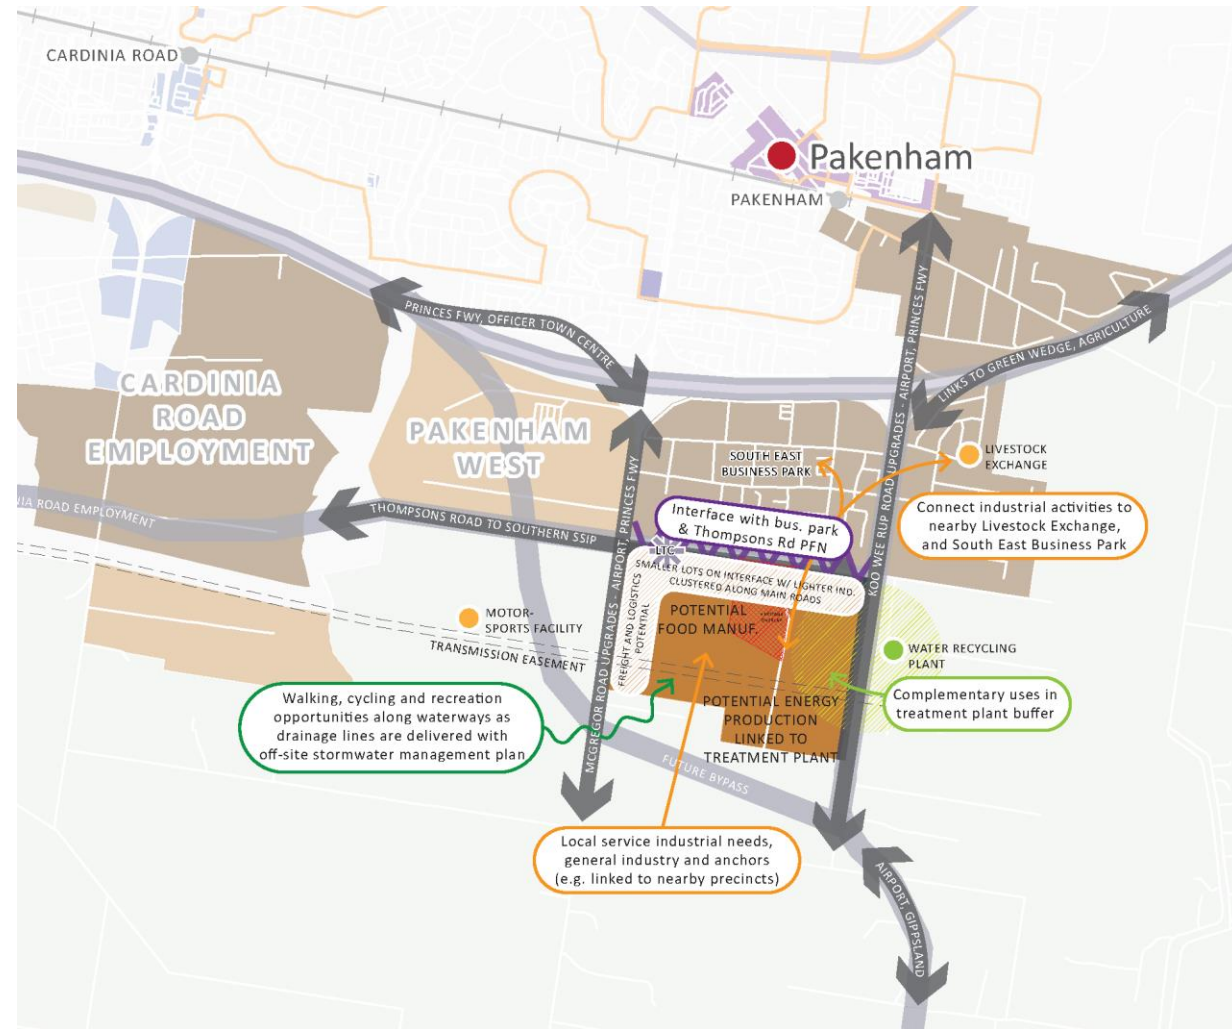 CARDINIA ROAD
Pakenham
PAKENHAM
PRINCES FWY, OFFICER TOWN CENTRE
KOO WEE RUP ROAD UPGRADES - AIRPORT, PRINCES FWY
LINKS TO GREEN WEDGE, AGRICULTURE
CARDINIA
ROAD
EMPLOYMENT
PAKENHAM
WEST
SOUTH EAST
BUSINESS PARK
LIVESTOCK
EXCHANGE
NIA ROAD EMPLOYMENT
THOMPSONS ROAD TO SOUTHERN SSIP
MCGREGOR ROAD UPGRADES - AIRPORT, PRINCES FWY
Interface with bus. park
& Thompsons Rd PFN
Connect industrial activities to
nearby Livestock Exchange,
and South East Business Park
LTC
SMALLER LOTS ON INTERFACE W/ LIGHTER IND.
CLUSTERED ALONG MAIN ROADS
FREIGHT AND LOGISTICS
POTENTIAL
POTENTIAL
FOOD MANUF.
MOTOR-
SPORTS FACILITY
TRANSMISSION EASEMENT
WATER RECYCLING
PLANT
Walking, cycling and recreation
opportunities along waterways as
drainage lines are delivered with
off-site stormwater management plan
POTENTIAL ENERGY
PRODUCTION
LINKED TO
TREATMENT PLANT
Complementary uses in
treatment plant buffer
FUTURE BYPASS
Local service industrial needs,
general industry and anchors
(e.g. linked to nearby precincts)
AIRPORT, GIPPSLAND